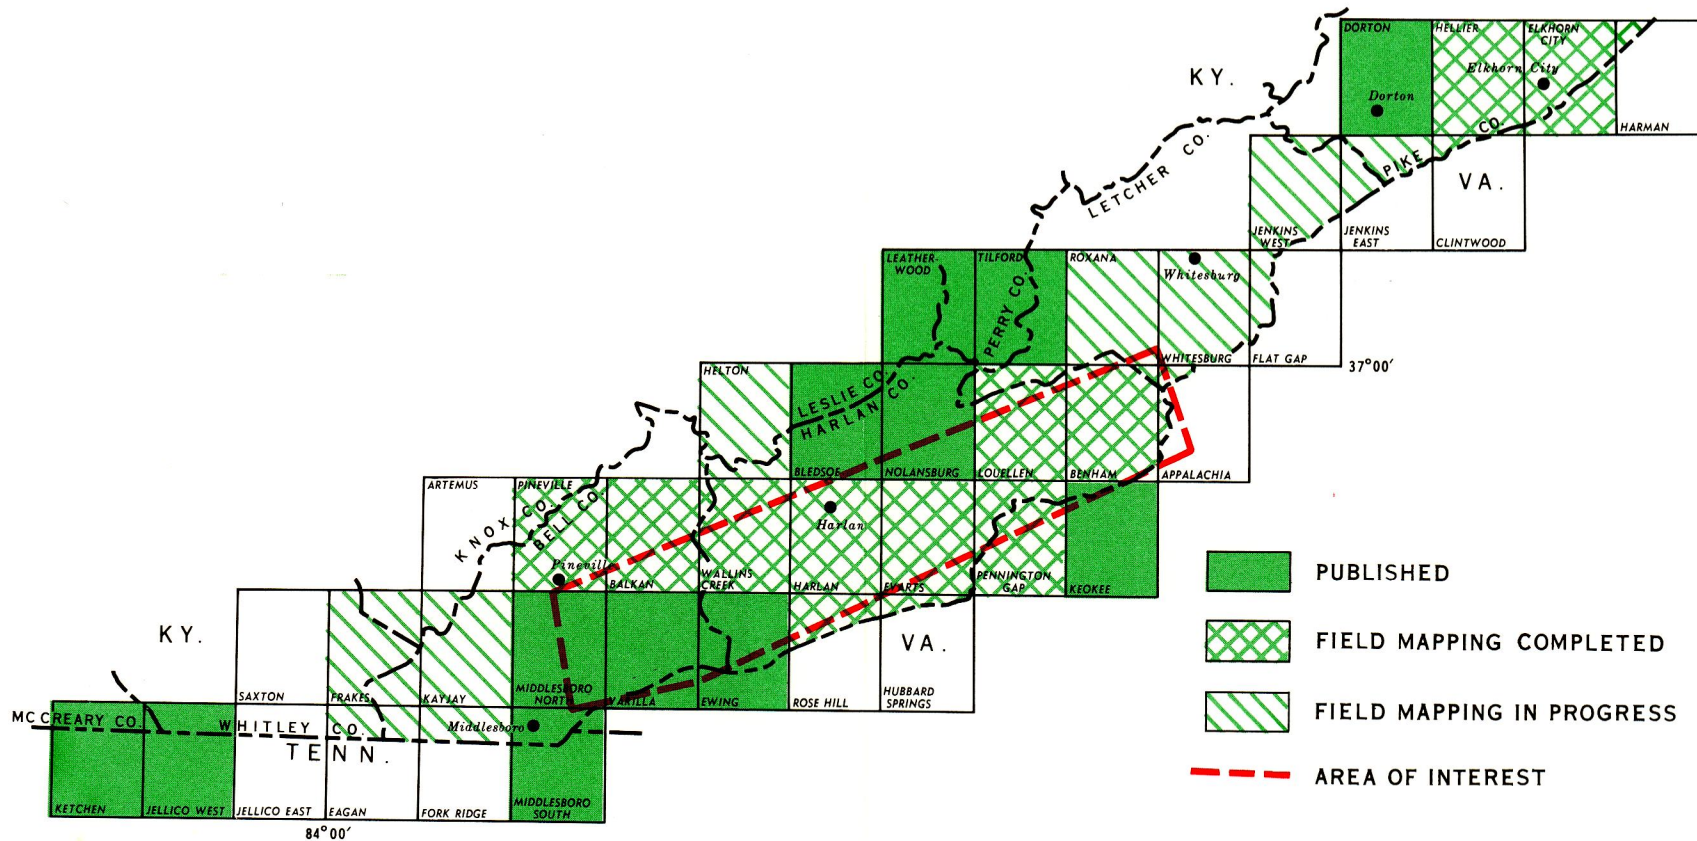 DORTON
HELLIER
ELKHORN
CITY
Elkhorn City
Dorton
HARMAN
KY.
LETCHER CO.
PIKE CO.
VA.
JENKINS
WEST
JENKINS
EAST
CLINTWOOD
LEATHER-
WOOD
TILFORD
ROXANA
Whitesburg
PERRY CO.
WHITESBURG
FLAT GAP
37°00'
HELTON
LESLIE CO.
HARLAN CO.
BLEDSOE
NOLANSBURG
LOUELLEN
BENHAM
APPALACHIA
ARTEMUS
PINEVILLE
KNOX CO.
BELL CO.
Harlan
Pineville
BALKAN
WALLINS
CREEK
HARLAN
EVARTS
PENNINGTON
GAP
KEOKEE
KY.
VA.
SAXTON
FRAKES
KAYJAY
MIDDLESBORO
NORTH
VARILLA
EWING
ROSE HILL
HUBBARD
SPRINGS
MC CREARY CO.
WHITLEY CO.
TENN.
Middlesboro
KETCHEN
JELLICO WEST
JELLICO EAST
EAGAN
FORK RIDGE
MIDDLESBORO
SOUTH
84°00'
PUBLISHED
FIELD MAPPING COMPLETED
FIELD MAPPING IN PROGRESS
AREA OF INTEREST